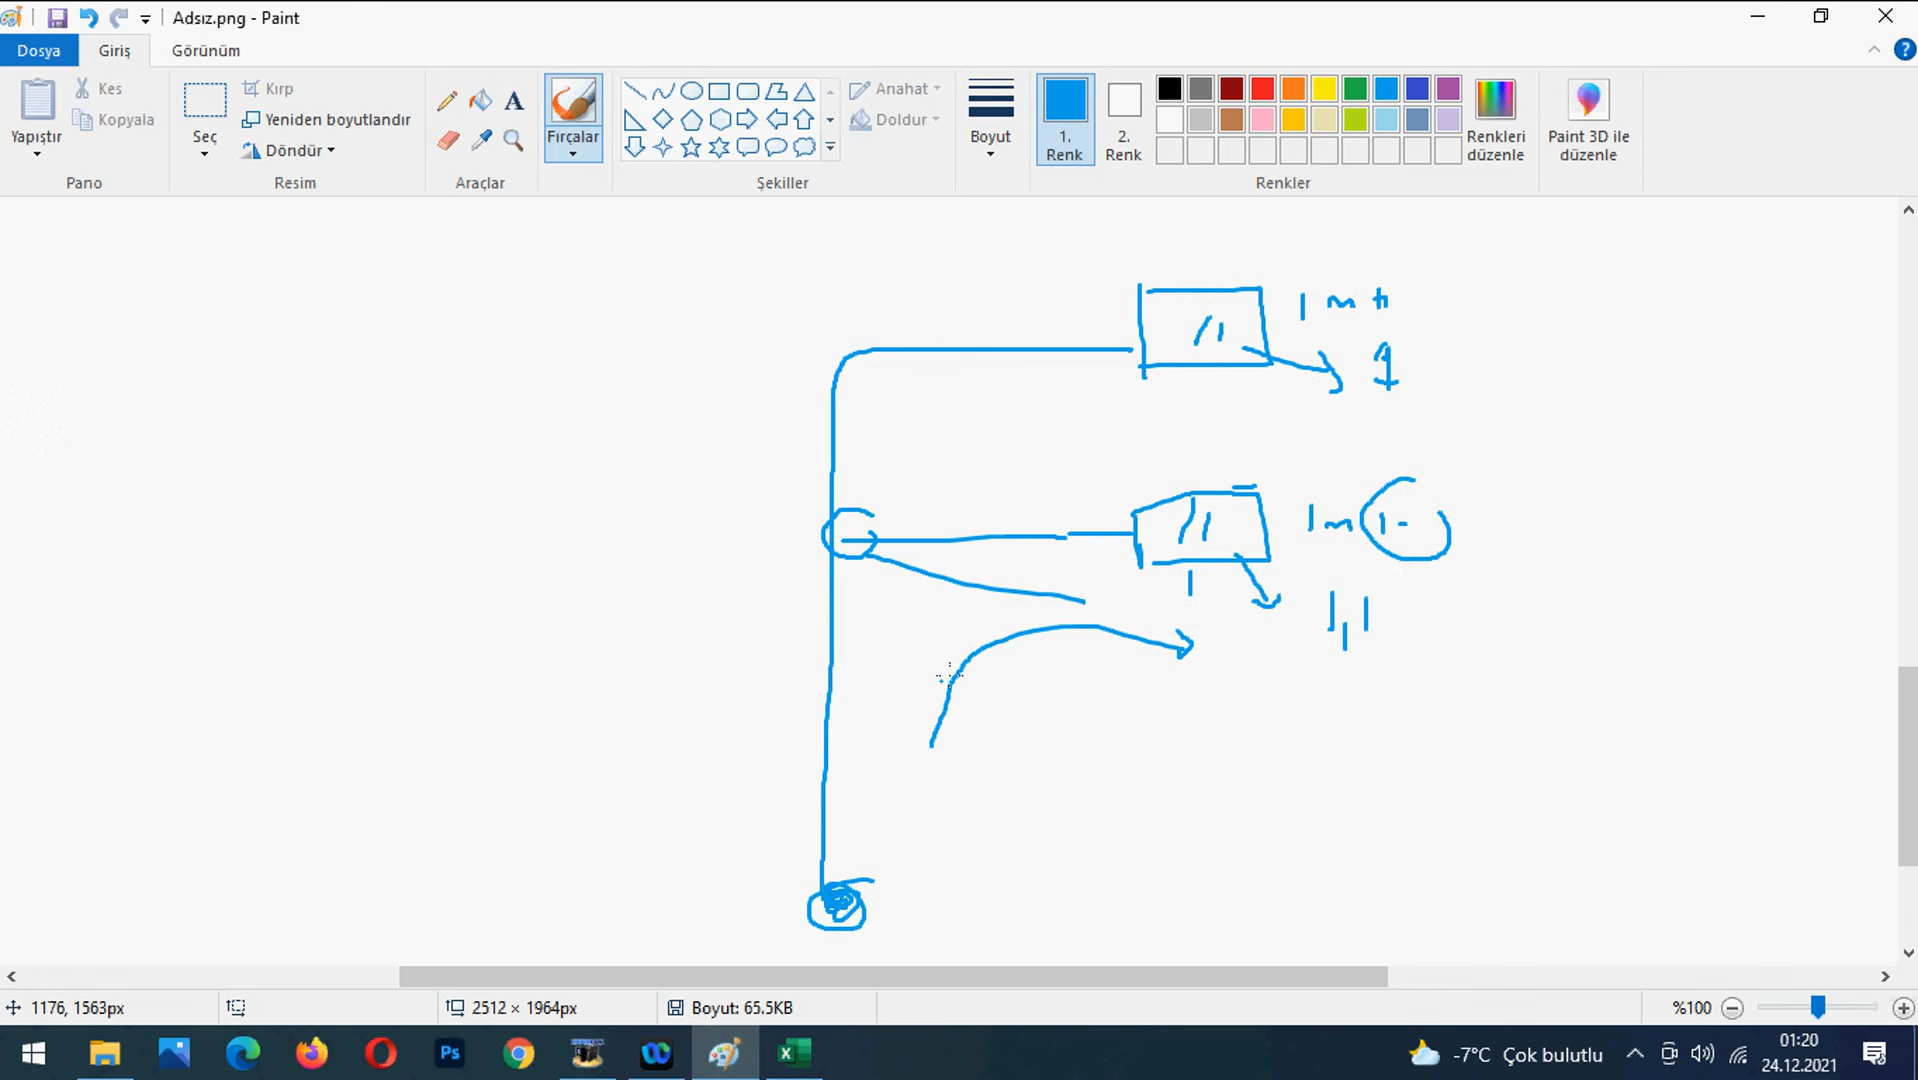 Adsız.png - Paint
Dosya Giriş Görünüm
Yapıştır
Kes
Kopyala
Pano
Seç
Kırp
Yeniden boyutlandır
Döndür
Resim
Araçlar
Fırçalar
Şekiller
Anahat
Doldur
Boyut
1.
Renk
2.
Renk
Renkler
Renkleri
düzenle
Paint 3D ile
düzenle
1176, 1563px
2512 × 1964px
Boyut: 65.5KB
%100
Ps
-7°C Çok bulutlu
01:20
24.12.2021